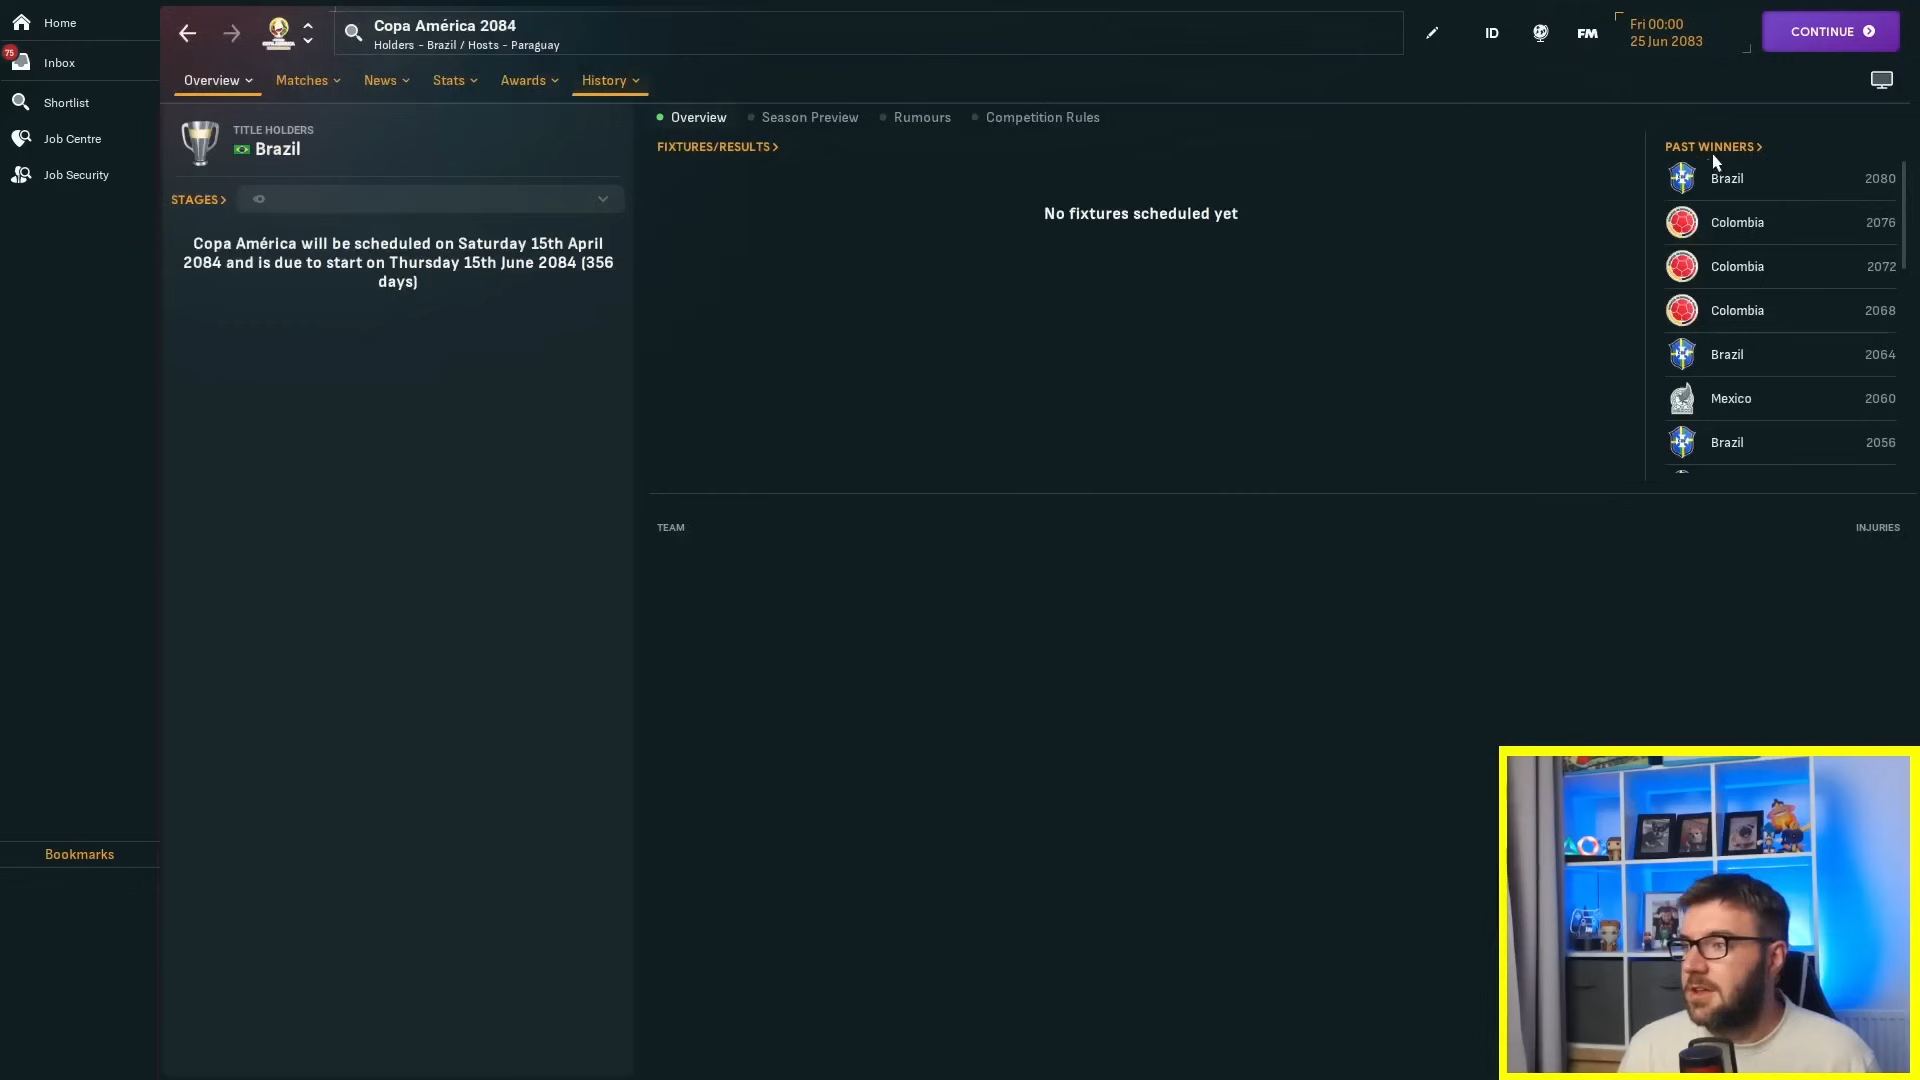 Home
75
Inbox
Shortlist
Job Centre
Job Security
Bookmarks
Copa América 2084
Holders - Brazil / Hosts - Paraguay
ID
FM
Fri 00:00
25 Jun 2083
CONTINUE
Overview
Matches
News
Stats
Awards
History
TITLE HOLDERS
Brazil
STAGES
Copa América will be scheduled on Saturday 15th April
2084 and is due to start on Thursday 15th June 2084 (356
days)
Overview
Season Preview
Rumours
Competition Rules
FIXTURES/RESULTS
No fixtures scheduled yet
PAST WINNERS
Brazil 2080
Colombia 2076
Colombia 2072
Colombia 2068
Brazil 2064
Mexico 2060
Brazil 2056
TEAM
INJURIES